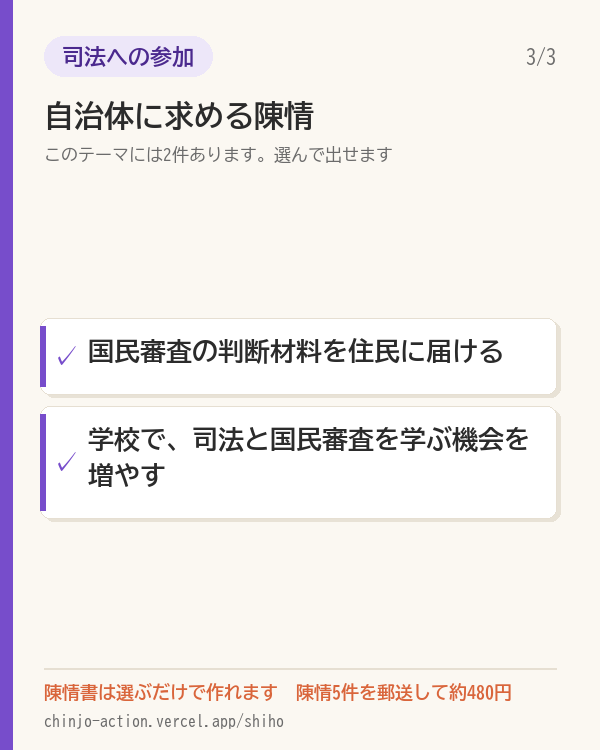 司法への参加
3/3
自治体に求める陳情
このテーマには2件あります。選んで出せます
✓ 国民審査の判断材料を住民に届ける
✓ 学校で、司法と国民審査を学ぶ機会を
増やす
陳情書は選ぶだけで作れます　陳情5件を郵送して約480円
chinjo-action.vercel.app/shiho